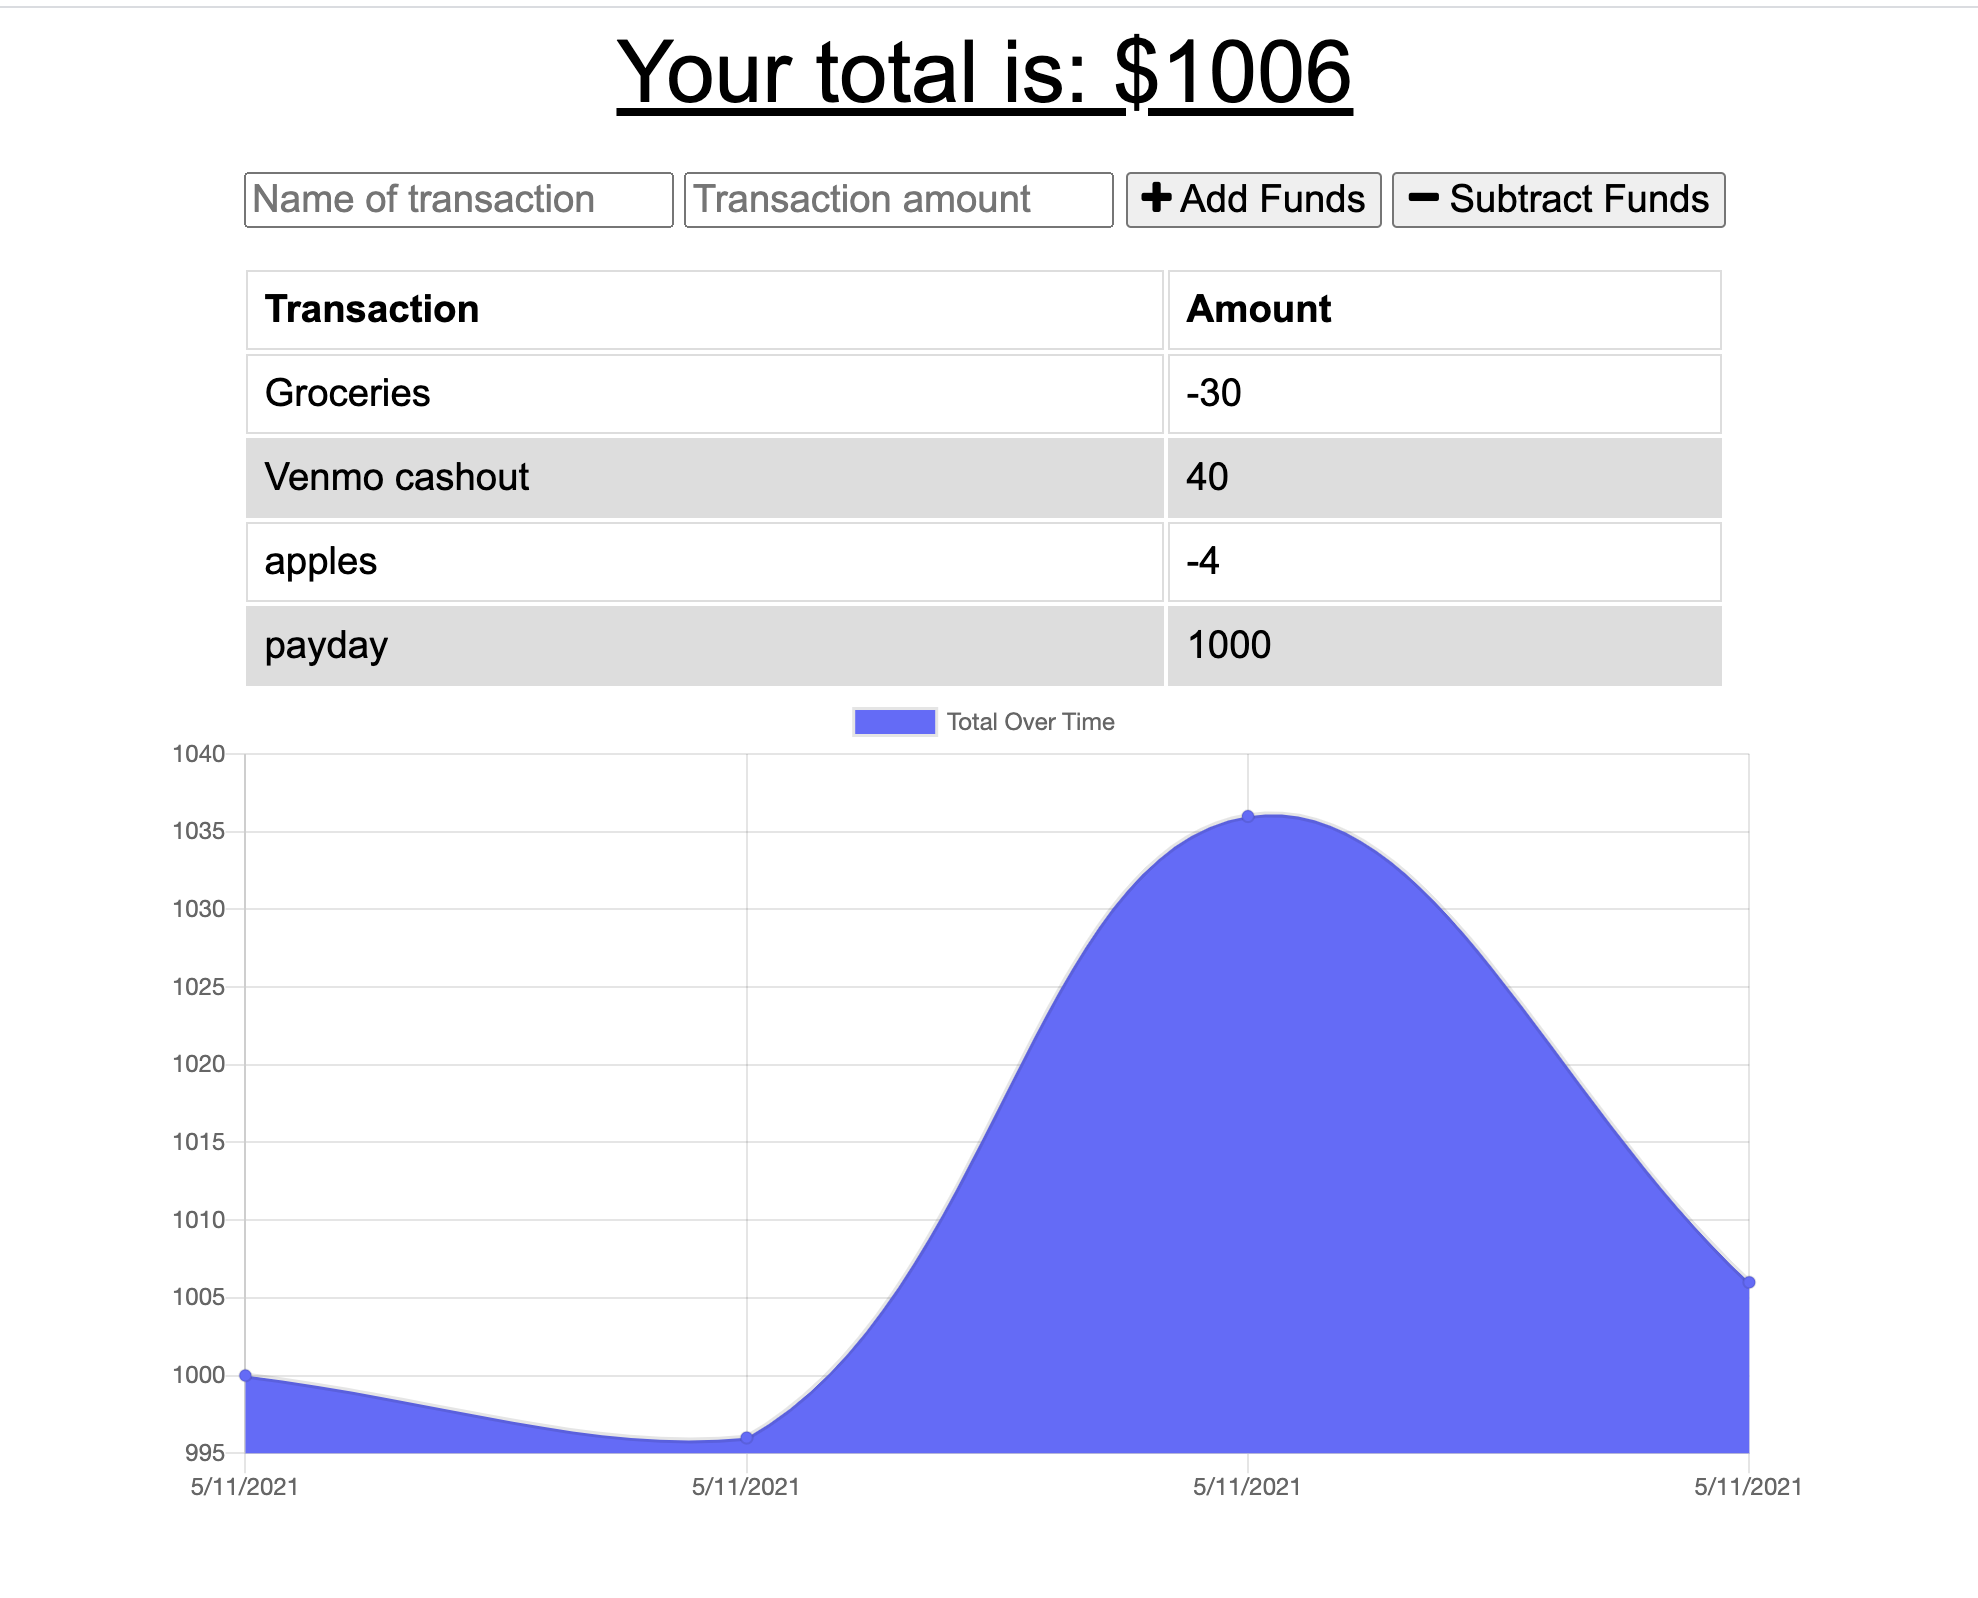 Your total is: $1006
Name of transaction Transaction amount Add Funds Subtract Funds
Transaction Amount
Groceries -30
Venmo cashout 40
apples -4
payday 1000
Total Over Time
1040
1035
1030
1025
1020
1015
1010
1005
1000
995
5/11/2021 5/11/2021 5/11/2021 5/11/2021